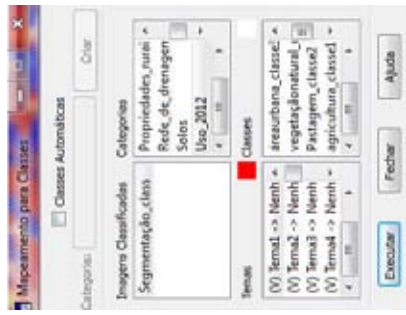 Mapeamento para Classes
Classes Automáticas
Categorias:
Criar
Imagens Classificadas
Categorias
Segmentação_class
Propriedades_rurai
Rede_de_drenagem
Solos
Uso_2012
Temas
Classes
(V) Tema1 -> Nenh
(V) Tema2 -> Nenh
(V) Tema3 -> Nenh
(V) Tema4 -> Nenh
areaurbana_classe
vegetaçãonatural_
Pastagem_classe2
agricultura_classe1
Executar
Fechar
Ajuda